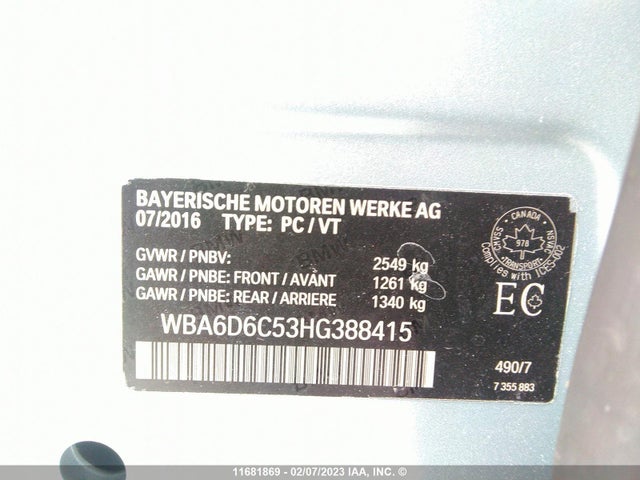 BAYERISCHE MOTOREN WERKE AG
07/2016 TYPE: PC/VT
GVWR / PNBV: 2549 kg
GAWR / PNBE: FRONT / AVANT 1261 kg
GAWR / PNBE: REAR / ARRIERE 1340 kg
WBA6D6C53HG388415
CANADA
978
TRANSPORT
Complies with ICES-002
EC
490/7
7 355 883
11681869 - 02/07/2023 IAA, INC. ©